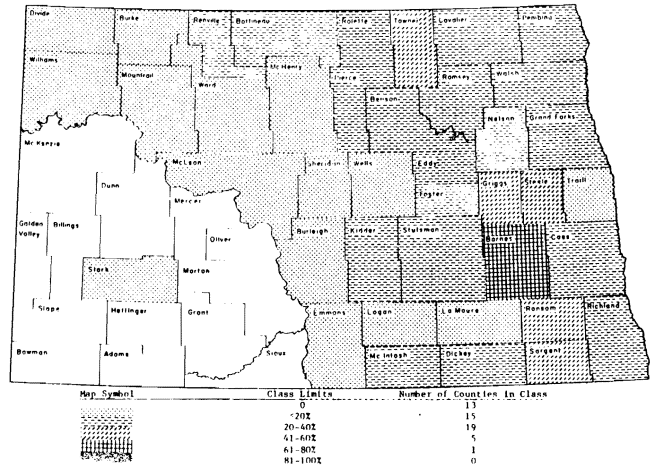 Divide Burke Renville Bottineau Rolette Towner Cavalier Pembina
Williams Mountrail Ward McHenry Pierce Ramsey Walsh
Benson Nelson Grand Forks
Mc Kenzie McLean Sheridan Wells Eddy
Dunn Mercer Foster Griggs Steele Traill
Golden Valley Billings Oliver Burleigh Kidder Stutsman Barnes Cass
Stark Morton
Slope Hettinger Grant Emmons Logan La Moure Ransom Richland
Bowman Adams Sioux Mc Intosh Dickey Sargent
Map Symbol Class Limits Number of Counties in Class
0 13
<20% 15
20-40% 19
41-60% 5
61-80% 1
81-100% 0